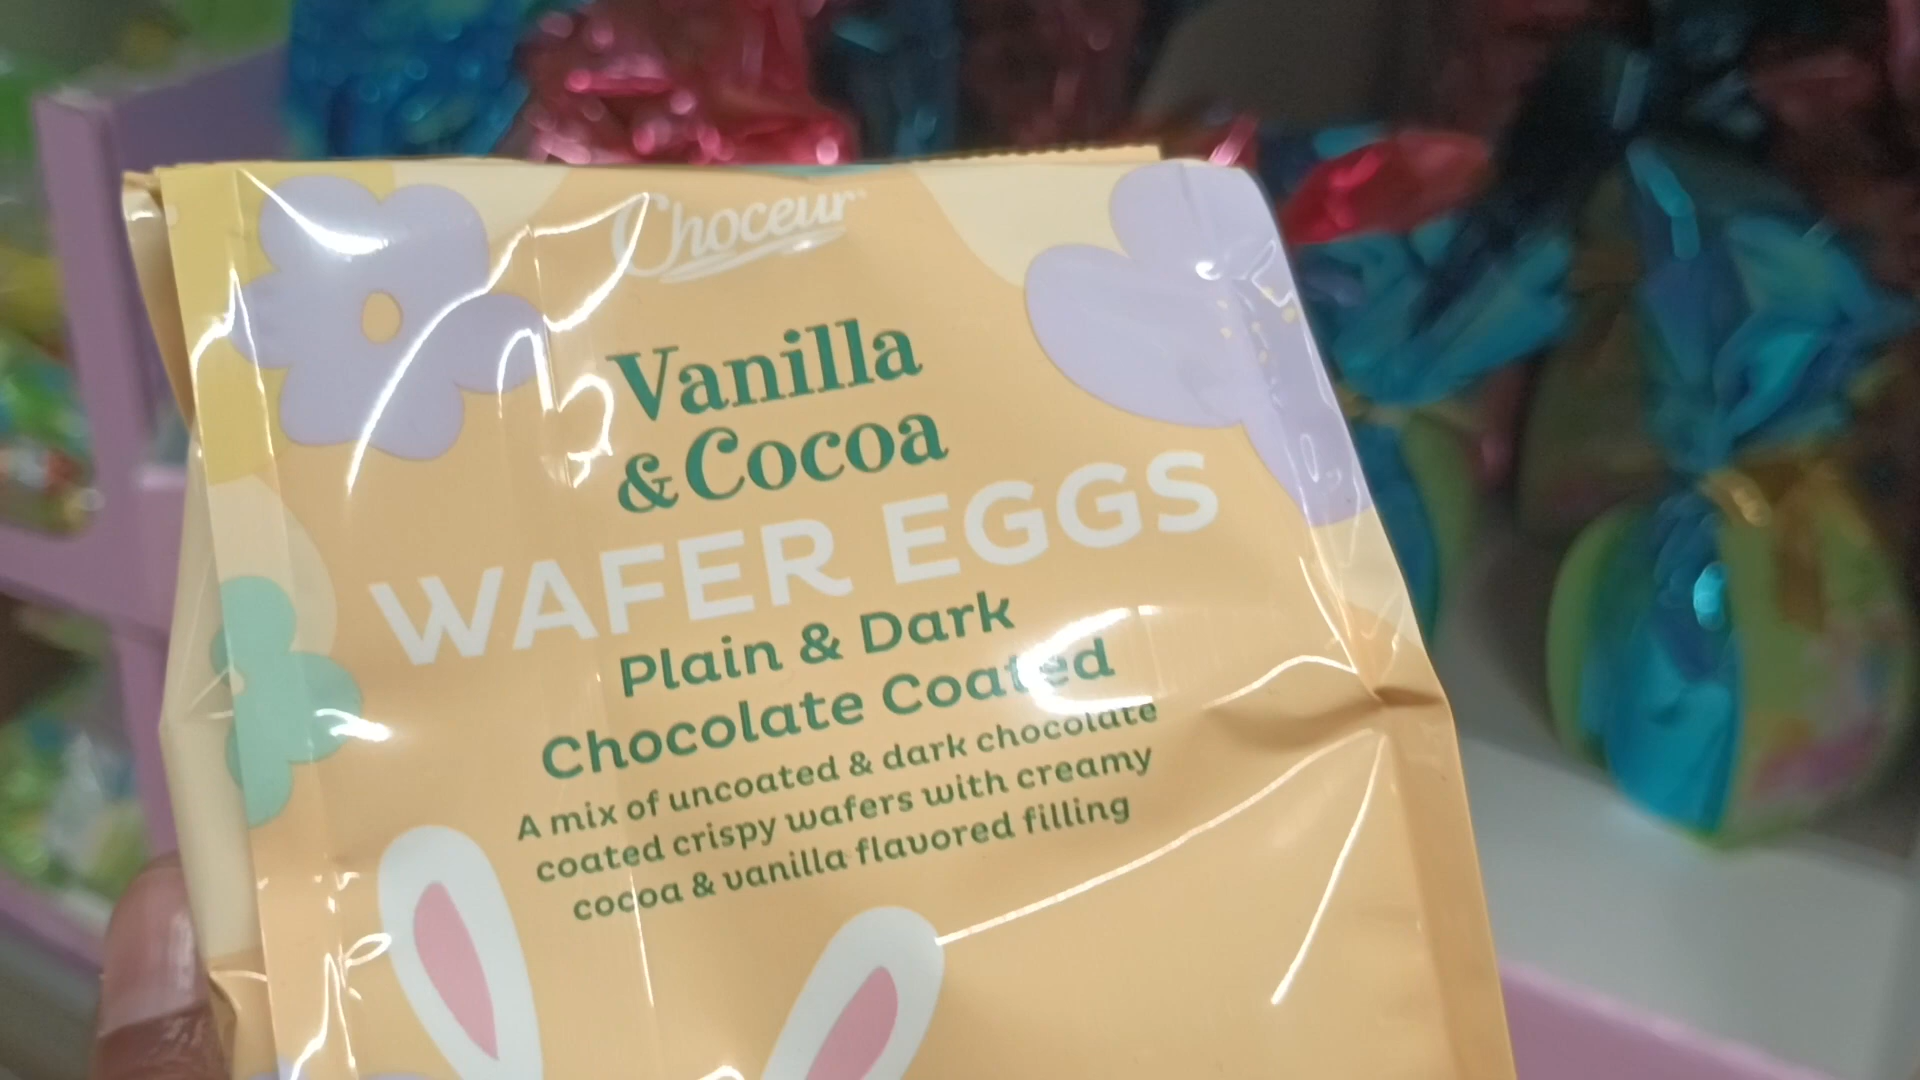 Choceur
Vanilla
& Cocoa
WAFER EGGS
Plain & Dark
Chocolate Coated
A mix of uncoated & dark chocolate
coated crispy wafers with creamy
cocoa & vanilla flavored filling